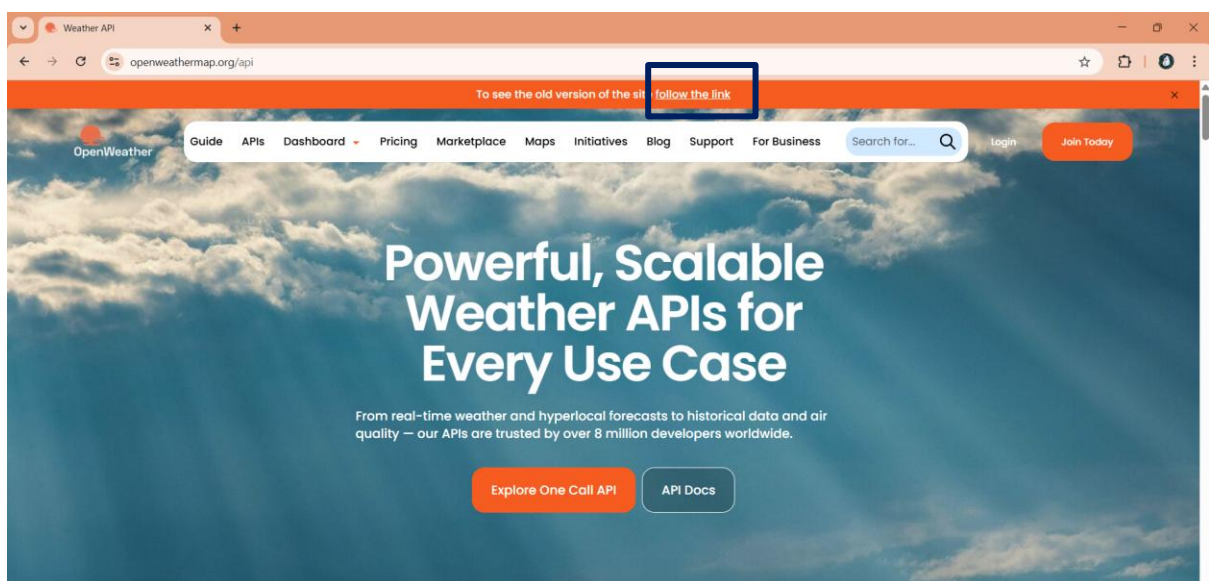 Weather API
openweathermap.org/api
To see the old version of the site follow the link
OpenWeather
Guide APIs Dashboard Pricing Marketplace Maps Initiatives Blog Support For Business Search for... Login Join Today
Powerful, Scalable
Weather APIs for
Every Use Case
From real-time weather and hyperlocal forecasts to historical data and air
quality — our APIs are trusted by over 8 million developers worldwide.
Explore One Call API API Docs